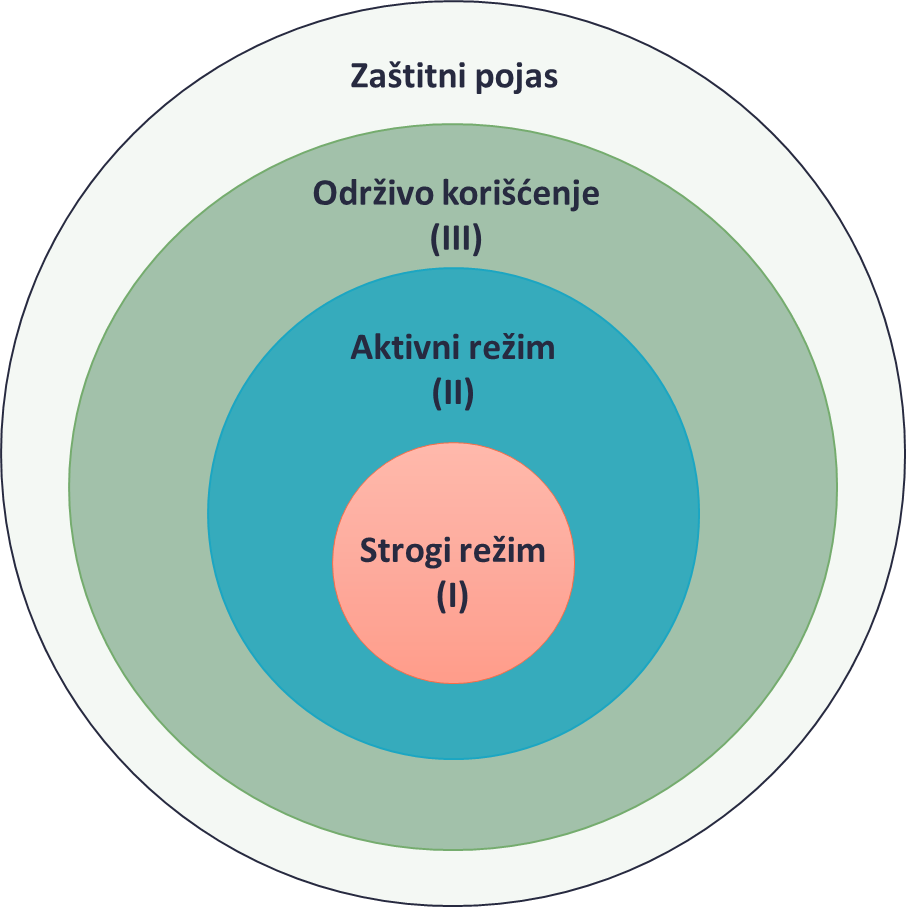 Zaštitni pojas
Održivo korišćenje
(III)
Aktivni režim
(II)
Strogi režim
(I)